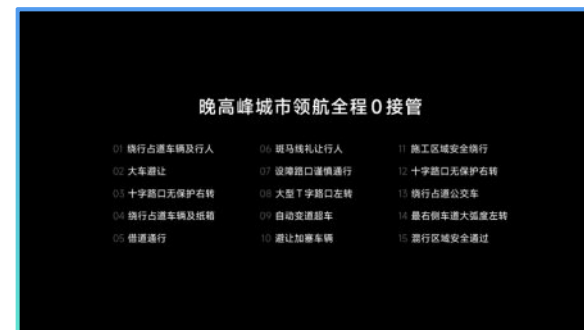 晚高峰城市领航全程0接管
01 绕行占道车辆及行人
02 大车避让
03 十字路口无保护右转
04 绕行占道车辆及纸箱
05 借道通行
06 斑马线礼让行人
07 设障路口谨慎通行
08 大型T字路口左转
09 自动变道超车
10 避让加塞车辆
11 施工区域安全绕行
12 十字路口无保护右转
13 绕行占道公交车
14 最右侧车道大弧度左转
15 混行区域安全通过